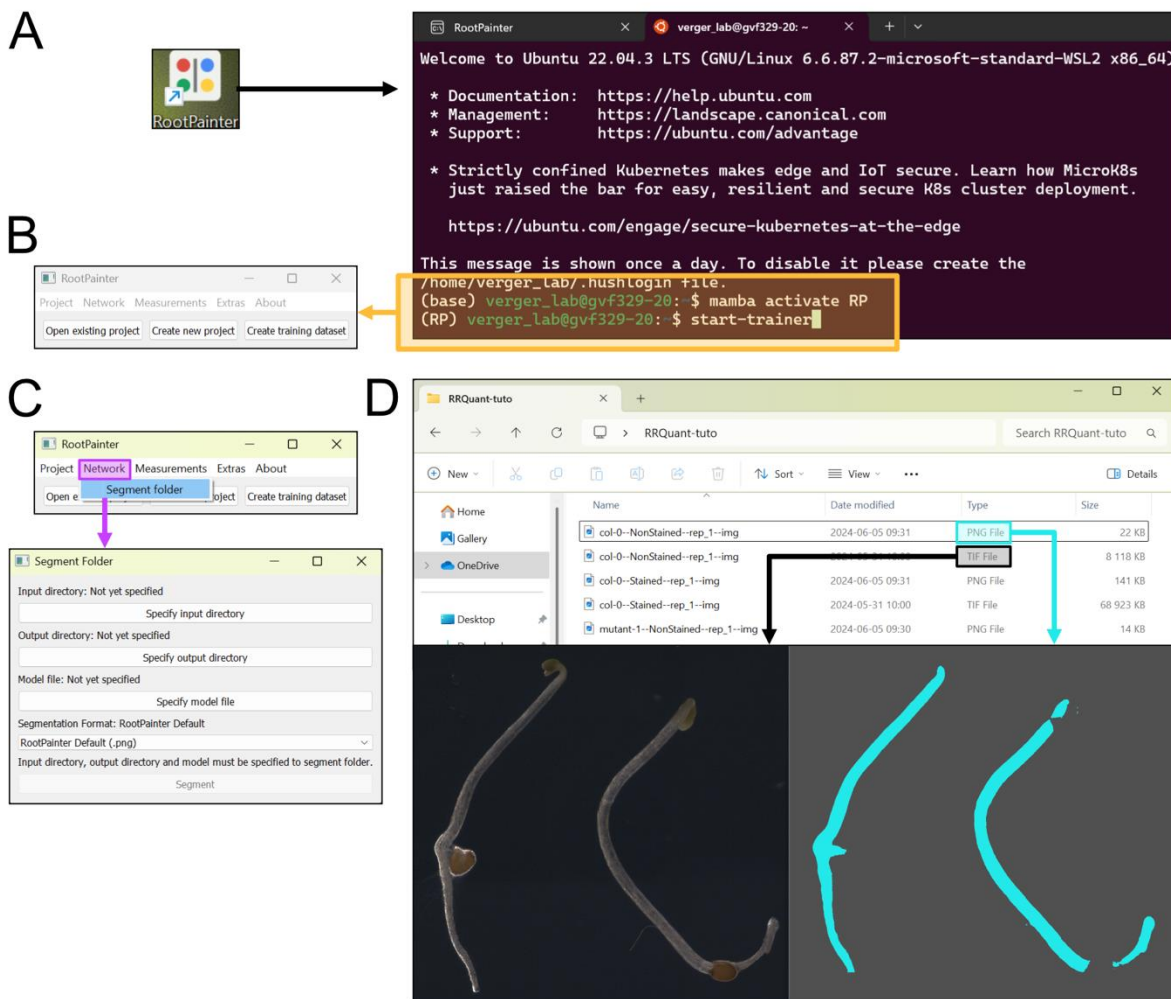 A
RootPainter
RootPainter
verger_lab@gvf329-20: ~
Welcome to Ubuntu 22.04.3 LTS (GNU/Linux 6.6.87.2-microsoft-standard-WSL2 x86_64)
* Documentation: https://help.ubuntu.com
* Management: https://landscape.canonical.com
* Support: https://ubuntu.com/advantage
* Strictly confined Kubernetes makes edge and IoT secure. Learn how MicroK8s
just raised the bar for easy, resilient and secure K8s cluster deployment.
https://ubuntu.com/engage/secure-kubernetes-at-the-edge
This message is shown once a day. To disable it please create the
/home/verger_lab/.hushlogin file.
(base) verger_lab@gvf329-20:~$ mamba activate RP
(RP) verger_lab@gvf329-20:~$ start-trainer
B
RootPainter
Project Network Measurements Extras About
Open existing project Create new project Create training dataset
C
RootPainter
Project Network Measurements Extras About
Segment folder
Open e oject Create training dataset
Segment Folder
Input directory: Not yet specified
Specify input directory
Output directory: Not yet specified
Specify output directory
Model file: Not yet specified
Specify model file
Segmentation Format: RootPainter Default
RootPainter Default (.png)
Input directory, output directory and model must be specified to segment folder.
Segment
D
RRQuant-tuto
RRQuant-tuto
Search RRQuant-tuto
New Sort View ... Details
Home
Gallery
OneDrive
Desktop
Name Date modified Type Size
col-0--NonStained--rep_1--img 2024-06-05 09:31 PNG File 22 KB
col-0--NonStained--rep_1--img TIF File 8 118 KB
col-0--Stained--rep_1--img 2024-06-05 09:31 PNG File 141 KB
col-0--Stained--rep_1--img 2024-05-31 10:00 TIF File 68 923 KB
mutant-1--NonStained--rep_1--img 2024-06-05 09:30 PNG File 14 KB